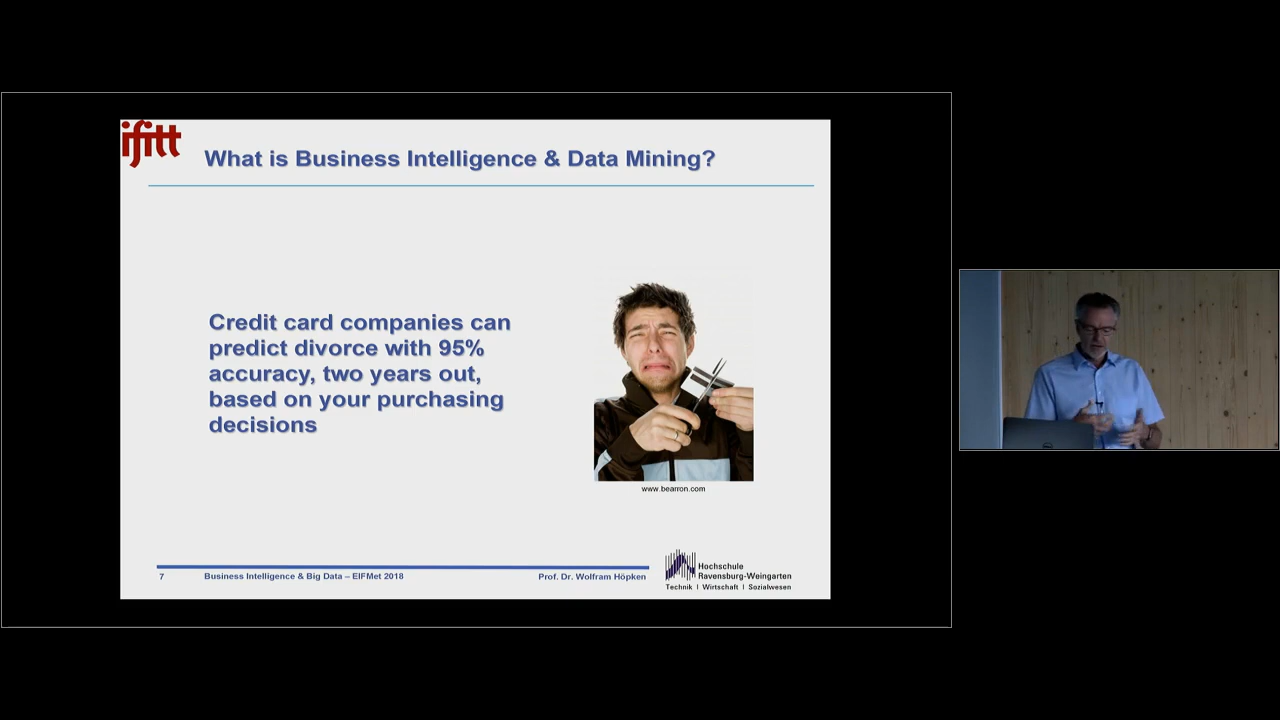 ifitt
What is Business Intelligence & Data Mining?
Credit card companies can
predict divorce with 95%
accuracy, two years out,
based on your purchasing
decisions
www.bearron.com
7 Business Intelligence & Big Data – EIFMet 2018 Prof. Dr. Wolfram Höpken
Hochschule
Ravensburg-Weingarten
Technik | Wirtschaft | Sozialwesen